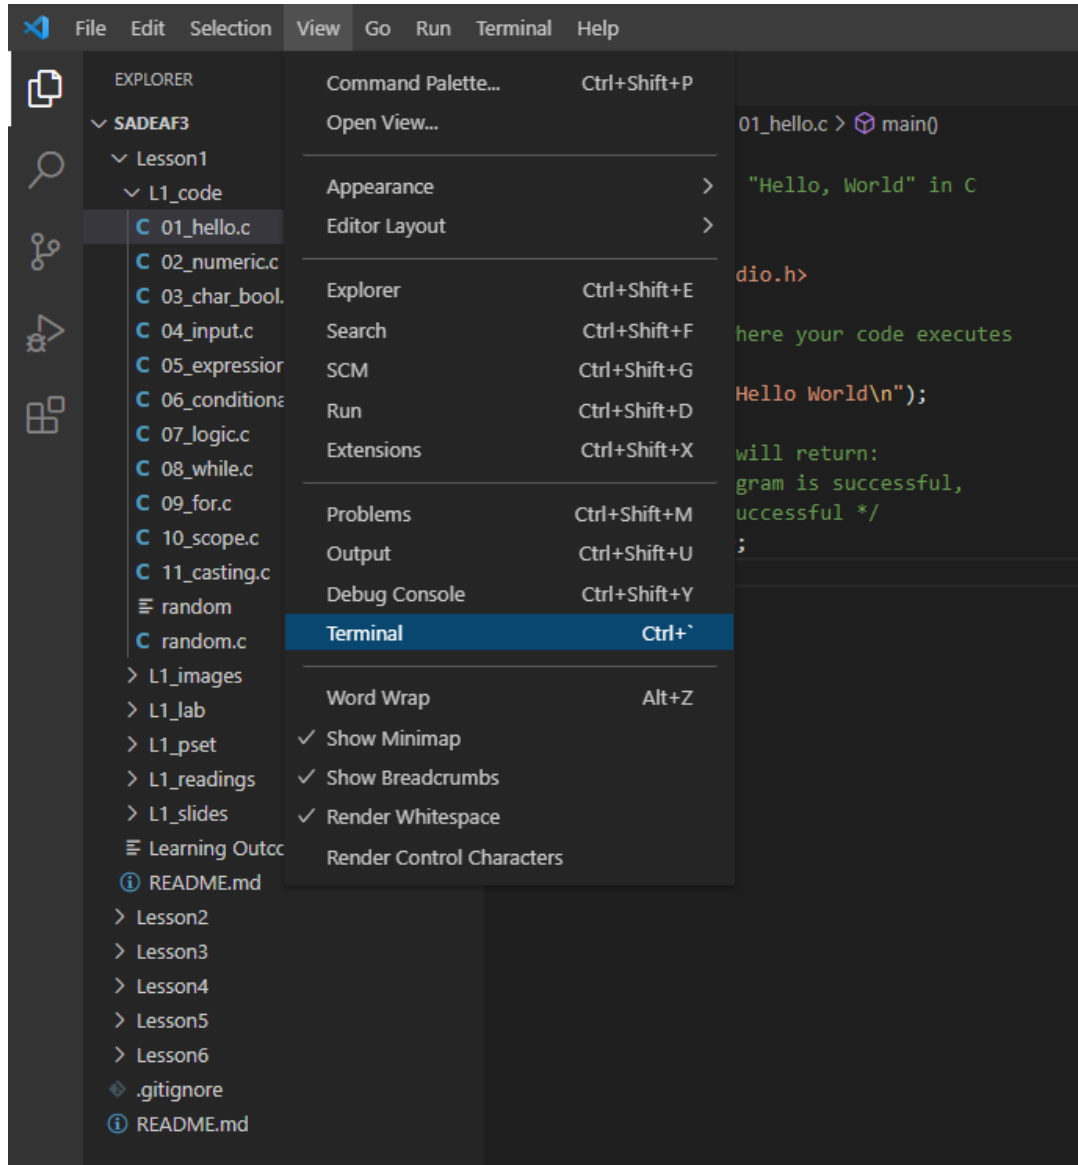 File Edit Selection View Go Run Terminal Help
EXPLORER
SADEAF3
Lesson1
L1_code
C 01_hello.c
C 02_numeric.c
C 03_char_bool.
C 04_input.c
C 05_expression
C 06_conditiona
C 07_logic.c
C 08_while.c
C 09_for.c
C 10_scope.c
C 11_casting.c
random
C random.c
L1_images
L1_lab
L1_pset
L1_readings
L1_slides
Learning Outco
README.md
Lesson2
Lesson3
Lesson4
Lesson5
Lesson6
.gitignore
README.md
Command Palette... Ctrl+Shift+P
Open View...
Appearance
Editor Layout
Explorer Ctrl+Shift+E
Search Ctrl+Shift+F
SCM Ctrl+Shift+G
Run Ctrl+Shift+D
Extensions Ctrl+Shift+X
Problems Ctrl+Shift+M
Output Ctrl+Shift+U
Debug Console Ctrl+Shift+Y
Terminal Ctrl+`
Word Wrap Alt+Z
Show Minimap
Show Breadcrumbs
Render Whitespace
Render Control Characters
01_hello.c > main()
"Hello, World" in C
dio.h>
here your code executes
Hello World\n");
will return:
gram is successful,
uccessful */
;